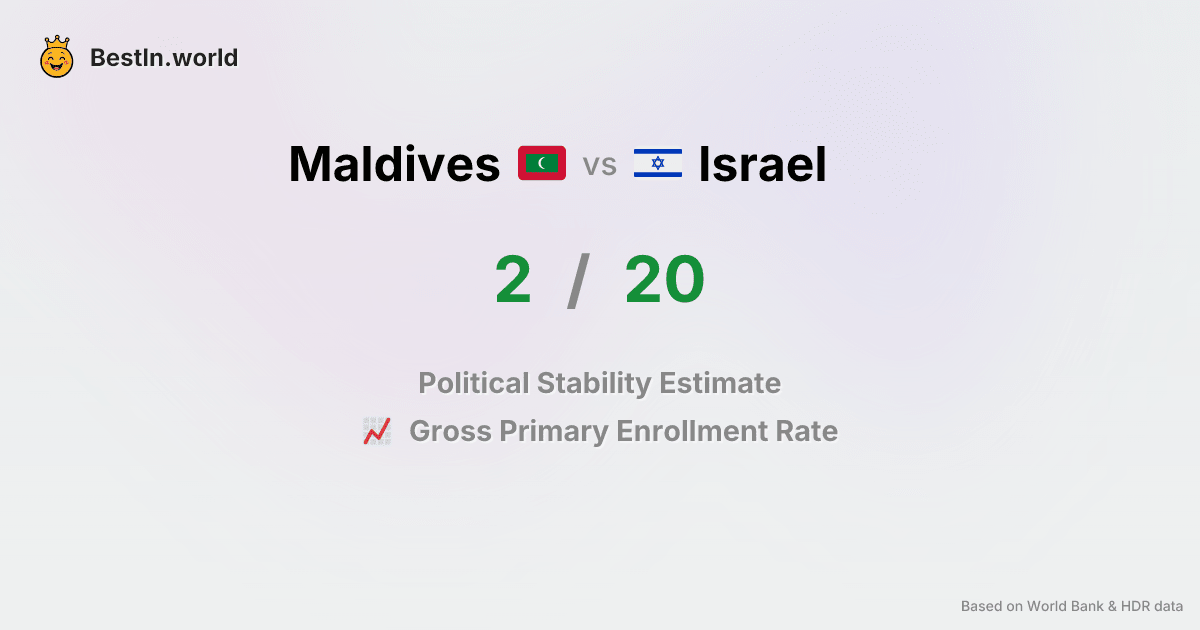 BestIn.world
Maldives vs Israel
2 / 20
Political Stability Estimate
Gross Primary Enrollment Rate
Based on World Bank & HDR data